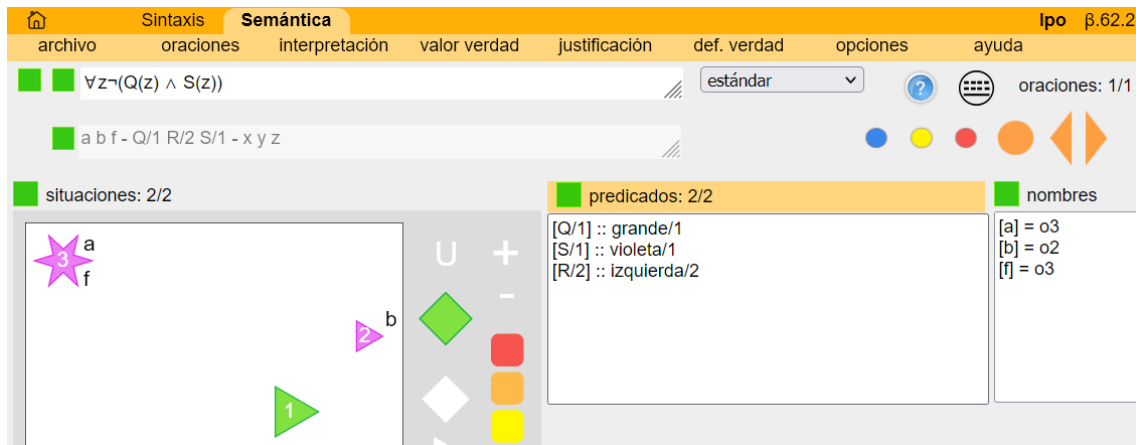 Sintaxis Semántica lpo β.62.2
archivo oraciones interpretación valor verdad justificación def. verdad opciones ayuda
∀z¬(Q(z) ∧ S(z)) estándar ? oraciones: 1/1
a b f - Q/1 R/2 S/1 - x y z
situaciones: 2/2 predicados: 2/2 nombres
[Q/1] :: grande/1 [a] = o3
[S/1] :: violeta/1 [b] = o2
[R/2] :: izquierda/2 [f] = o3
a
3
f
U + -
b
2
1